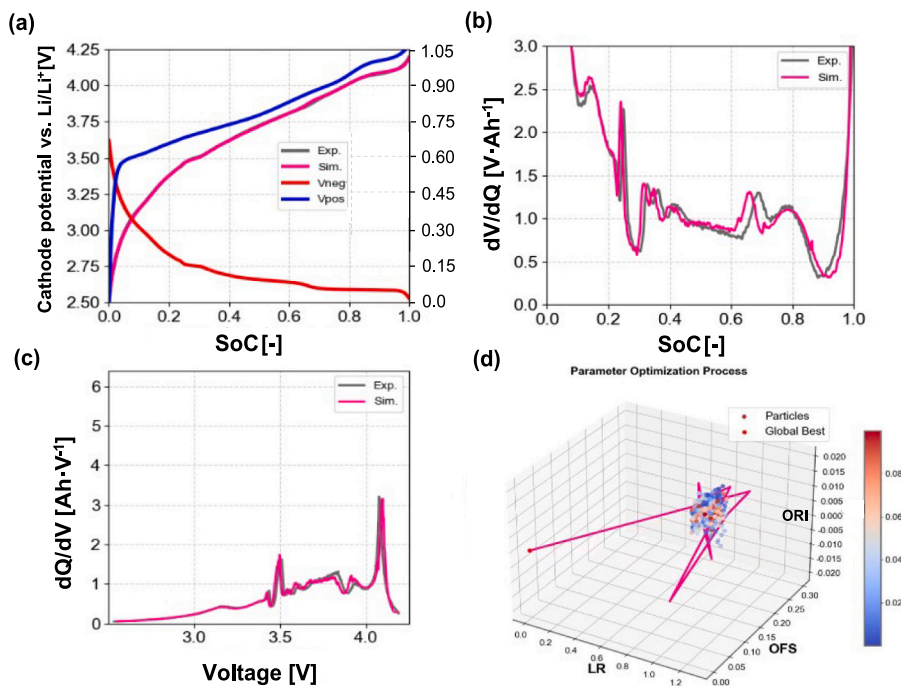 (a)
Cathode potential vs. Li/Li⁺[V]
4.25
4.00
3.75
3.50
3.25
3.00
2.75
2.50
1.05
0.90
0.75
0.60
0.45
0.30
0.15
0.0
Exp.
Sim.
Vneg
Vpos
0.0 0.2 0.4 0.6 0.8 1.0
SoC[-]
(b)
dV/dQ [V·Ah⁻¹]
3.0
2.5
2.0
1.5
1.0
0.5
0.0
Exp.
Sim.
0.0 0.2 0.4 0.6 0.8 1.0
SoC[-]
(c)
dQ/dV [Ah·V⁻¹]
6
5
4
3
2
1
0
Exp.
Sim.
3.0 3.5 4.0
Voltage [V]
(d)
Parameter Optimization Process
Particles
Global Best
0.020
0.015
0.010
0.005
0.000
-0.005
-0.010
-0.015
-0.020
ORI
0.30
0.25
0.20
0.15
0.10
0.05
0.00
OFS
0.0 0.2 0.4 0.6 0.8 1.0 1.2
LR
0.08
0.06
0.04
0.02